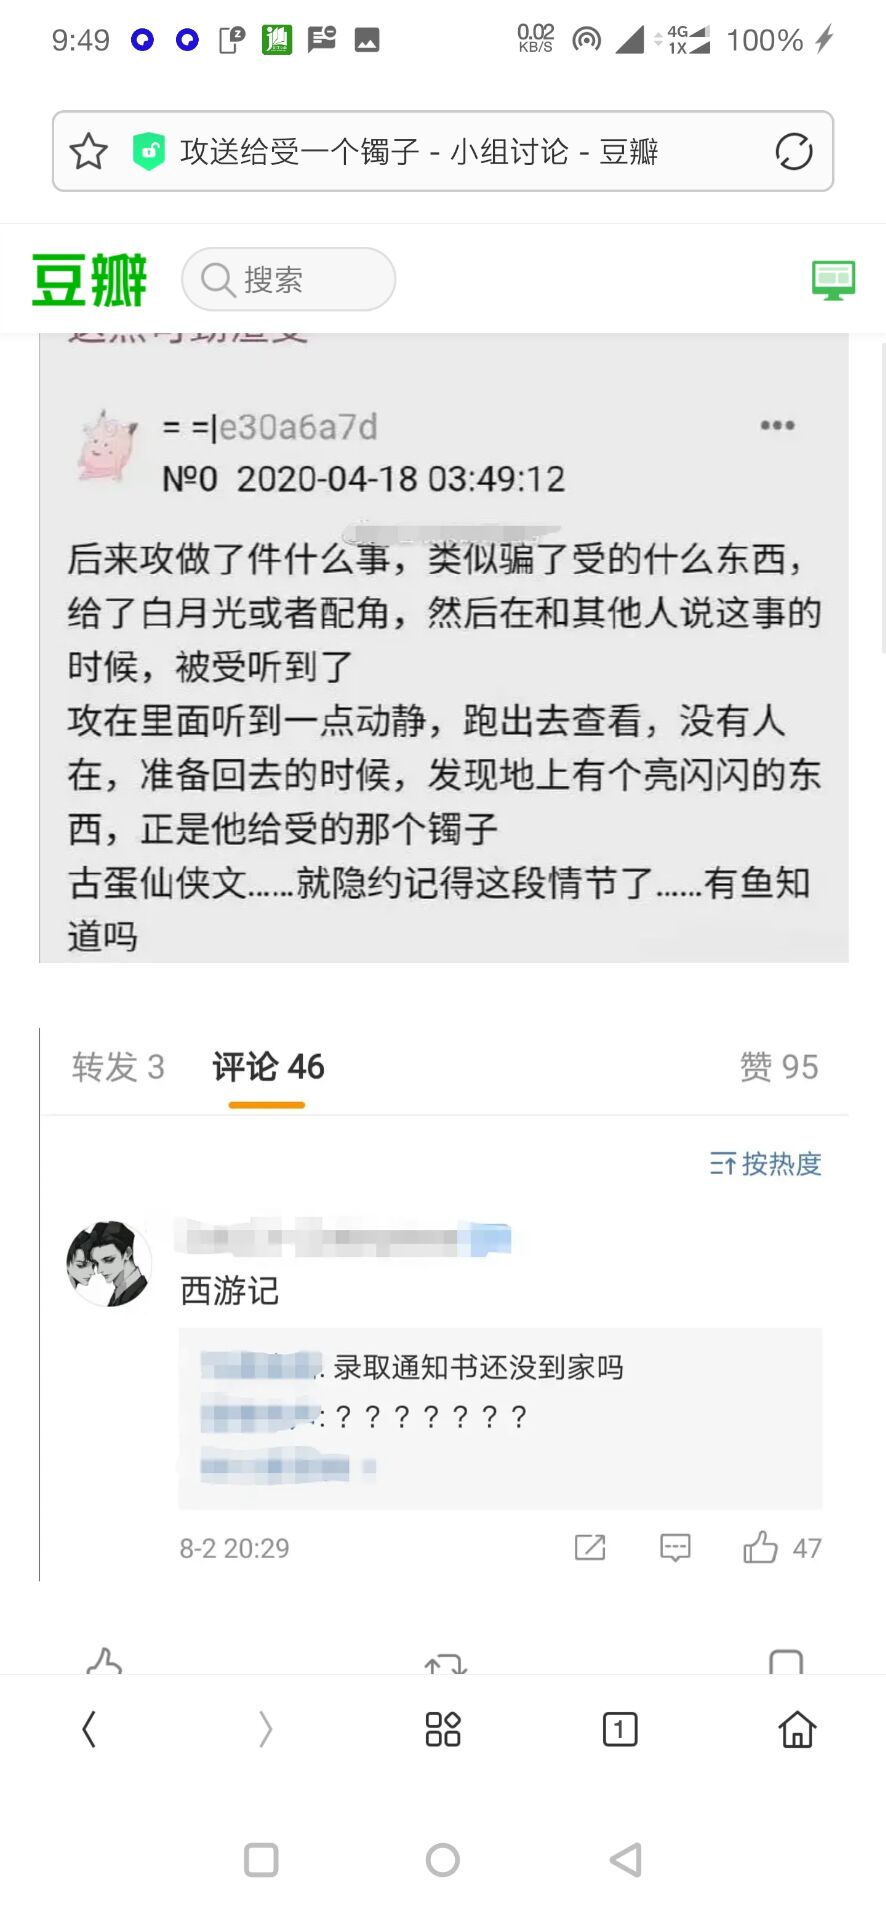 9:49
0.02
KB/S
4G
1X
100%
攻送给受一个镯子 - 小组讨论 - 豆瓣
豆瓣
搜索
= =|e30a6a7d
№0 2020-04-18 03:49:12
后来攻做了件什么事，类似骗了受的什么东西，
给了白月光或者配角，然后在和其他人说这事的
时候，被受听到了
攻在里面听到一点动静，跑出去查看，没有人
在，准备回去的时候，发现地上有个亮闪闪的东
西，正是他给受的那个镯子
古蛋仙侠文……就隐约记得这段情节了……有鱼知
道吗
转发 3
评论 46
赞 95
按热度
西游记
: 录取通知书还没到家吗
: ？？？？？？？
8-2 20:29
47
1